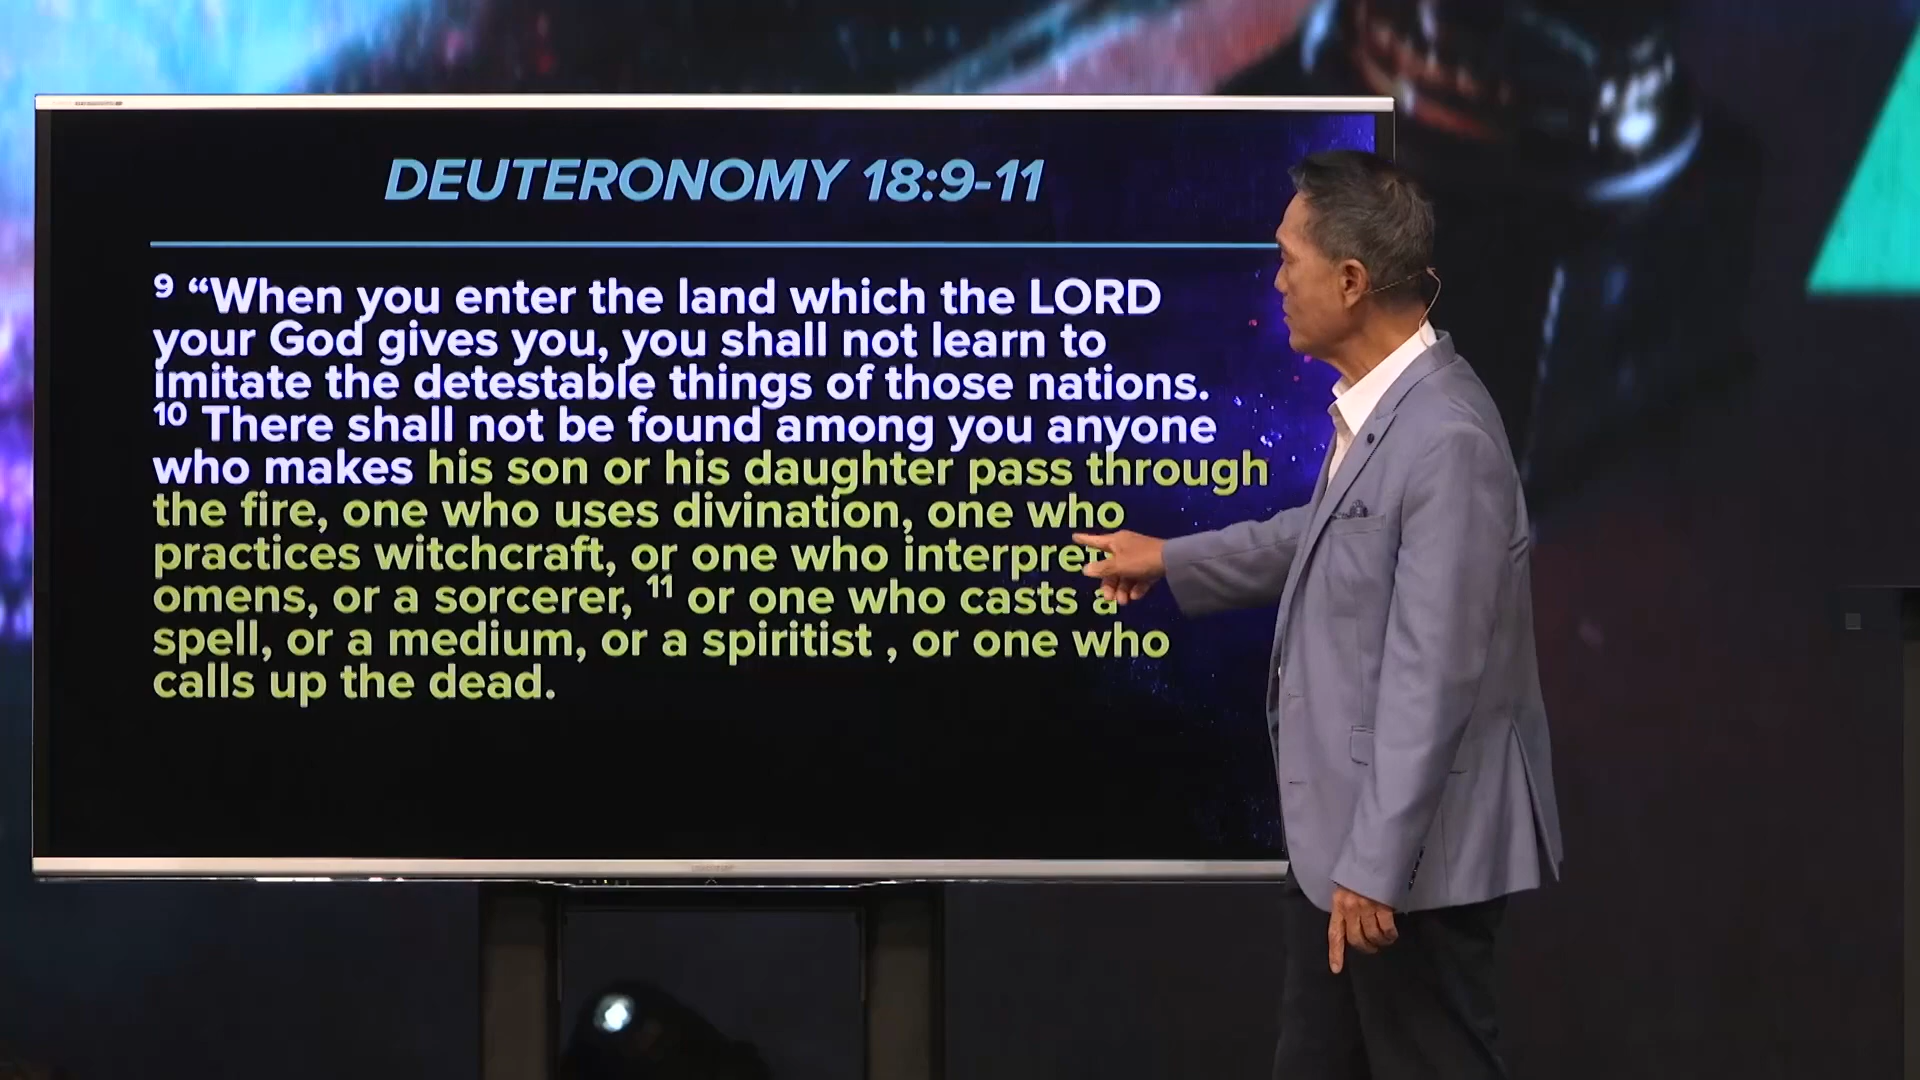 DEUTERONOMY 18:9-11
9 “When you enter the land which the LORD
your God gives you, you shall not learn to
imitate the detestable things of those nations.
10 There shall not be found among you anyone
who makes his son or his daughter pass through
the fire, one who uses divination, one who
practices witchcraft, or one who interprets
omens, or a sorcerer, 11 or one who casts a
spell, or a medium, or a spiritist , or one who
calls up the dead.